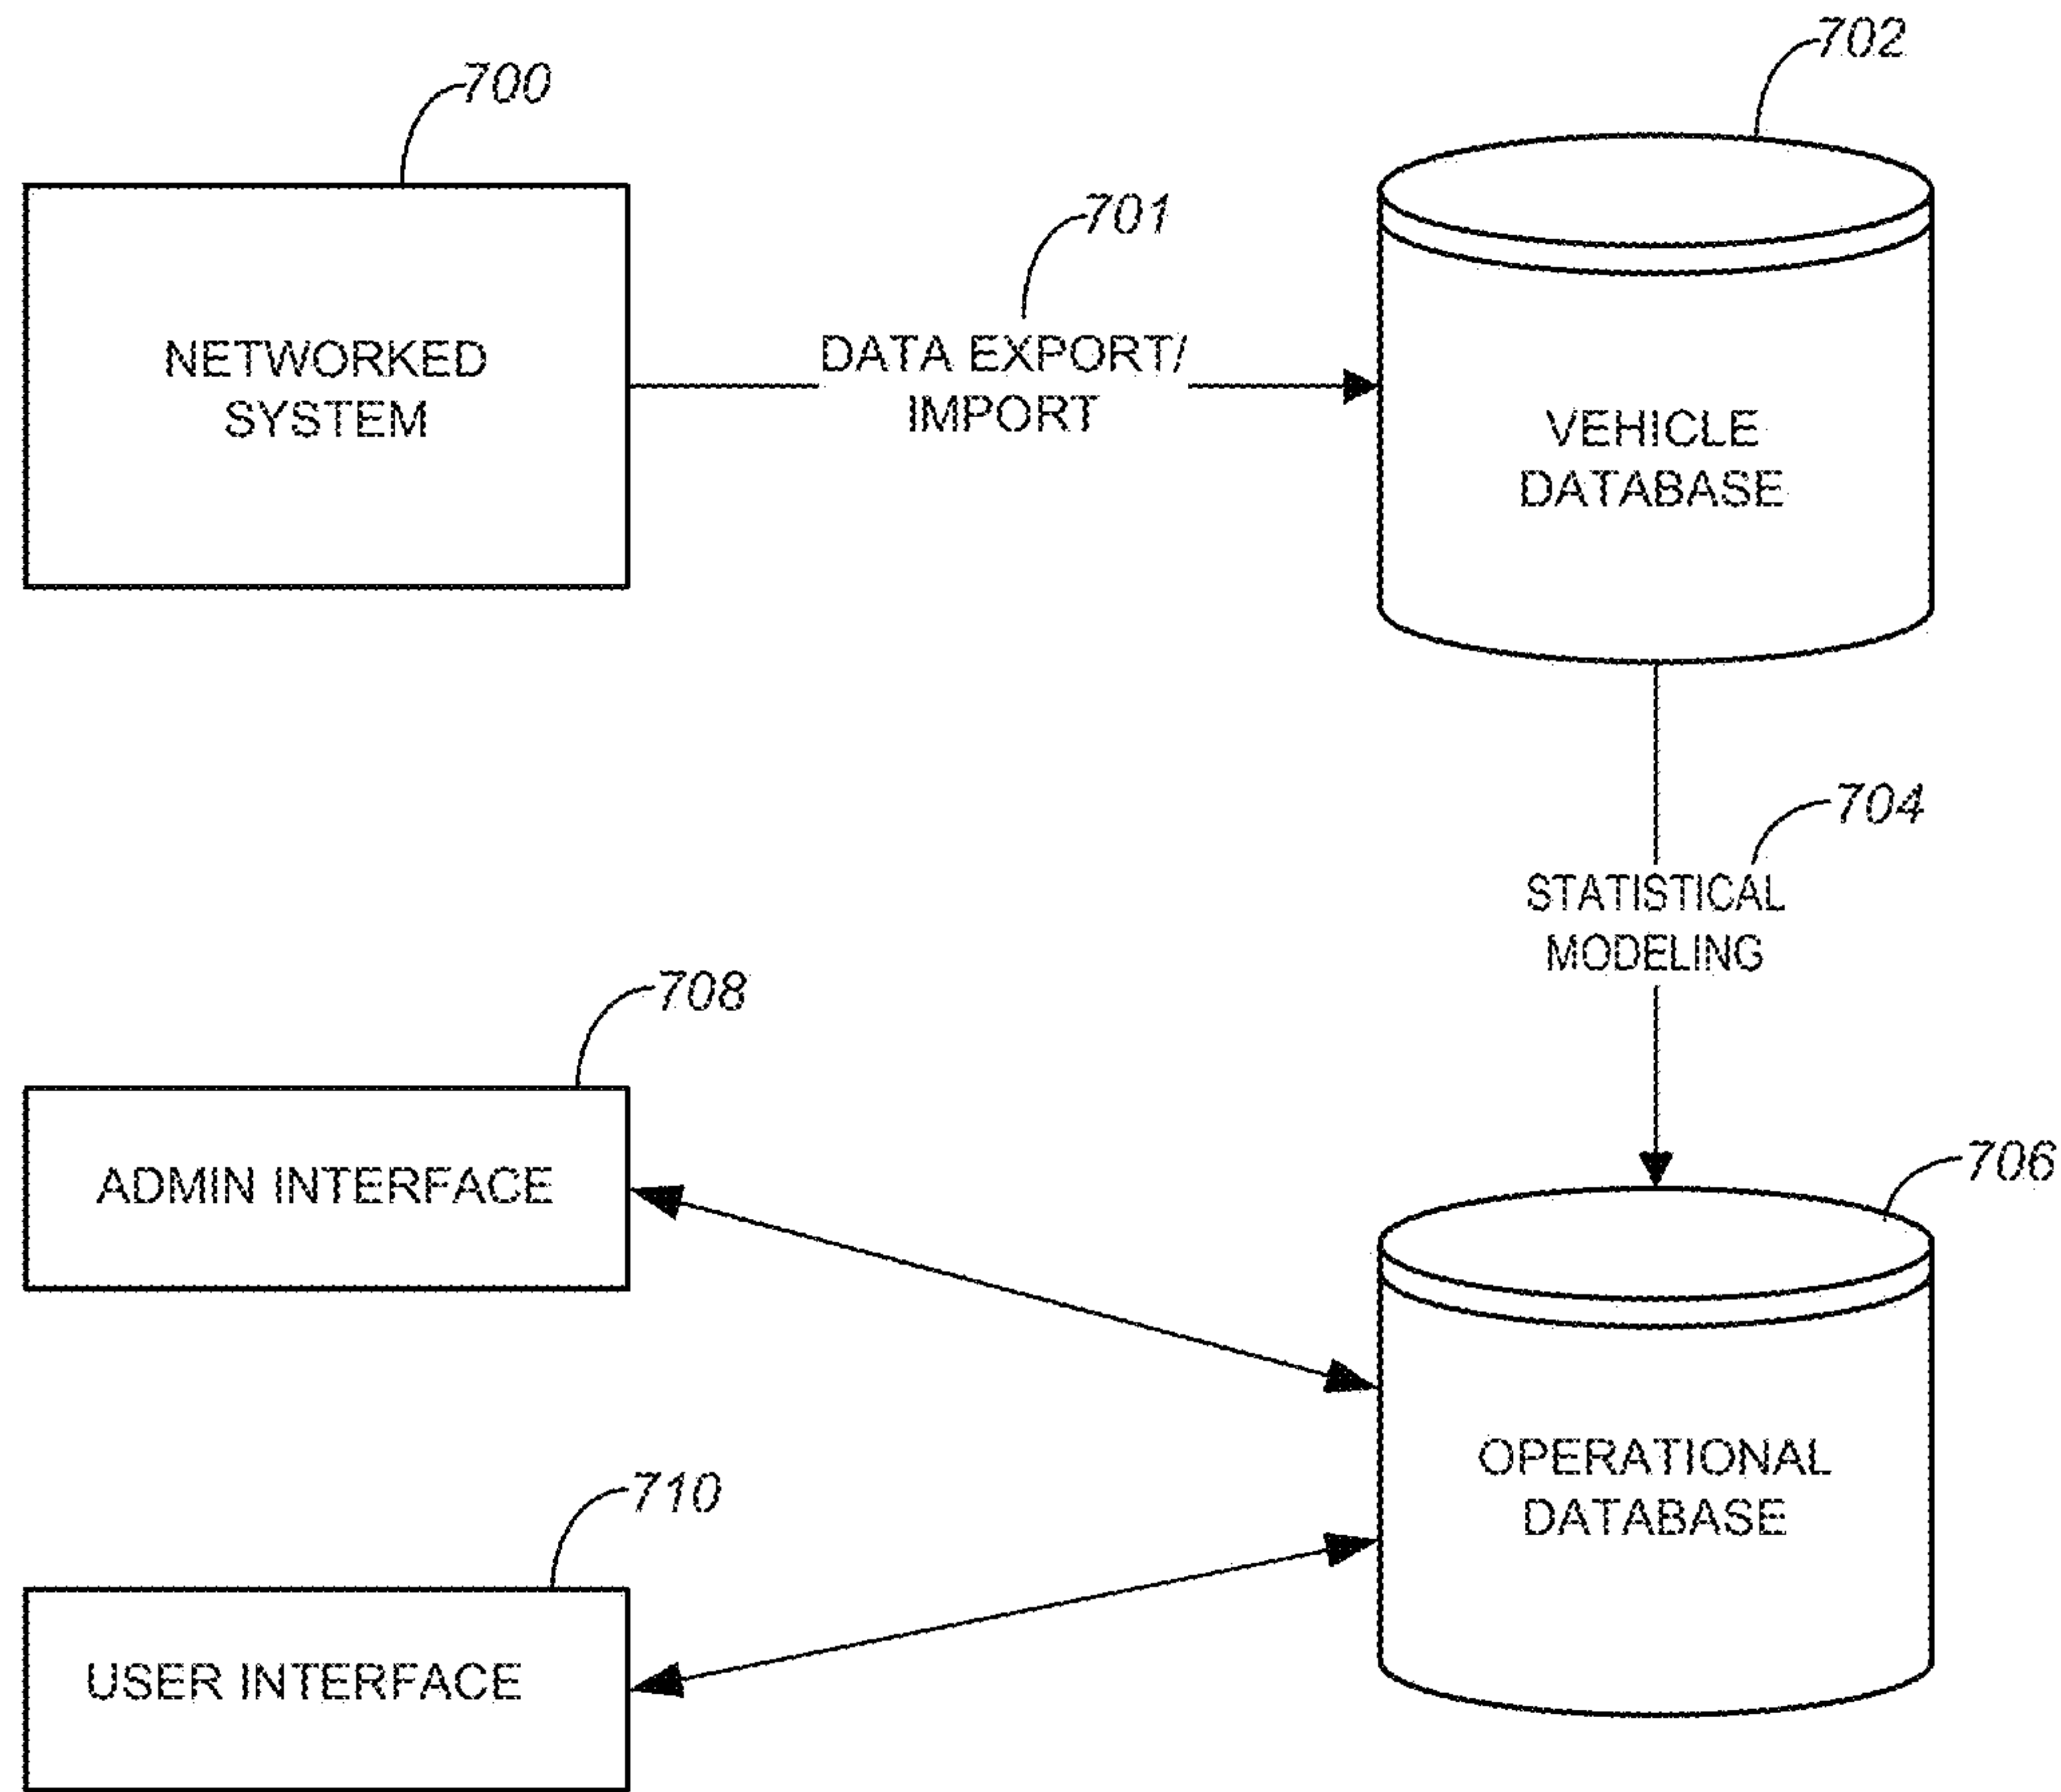 702
700
701
NETWORKED
SYSTEM
DATA EXPORT/
IMPORT
VEHICLE
DATABASE
704
STATISTICAL
MODELING
708
706
ADMIN INTERFACE
OPERATIONAL
DATABASE
710
USER INTERFACE